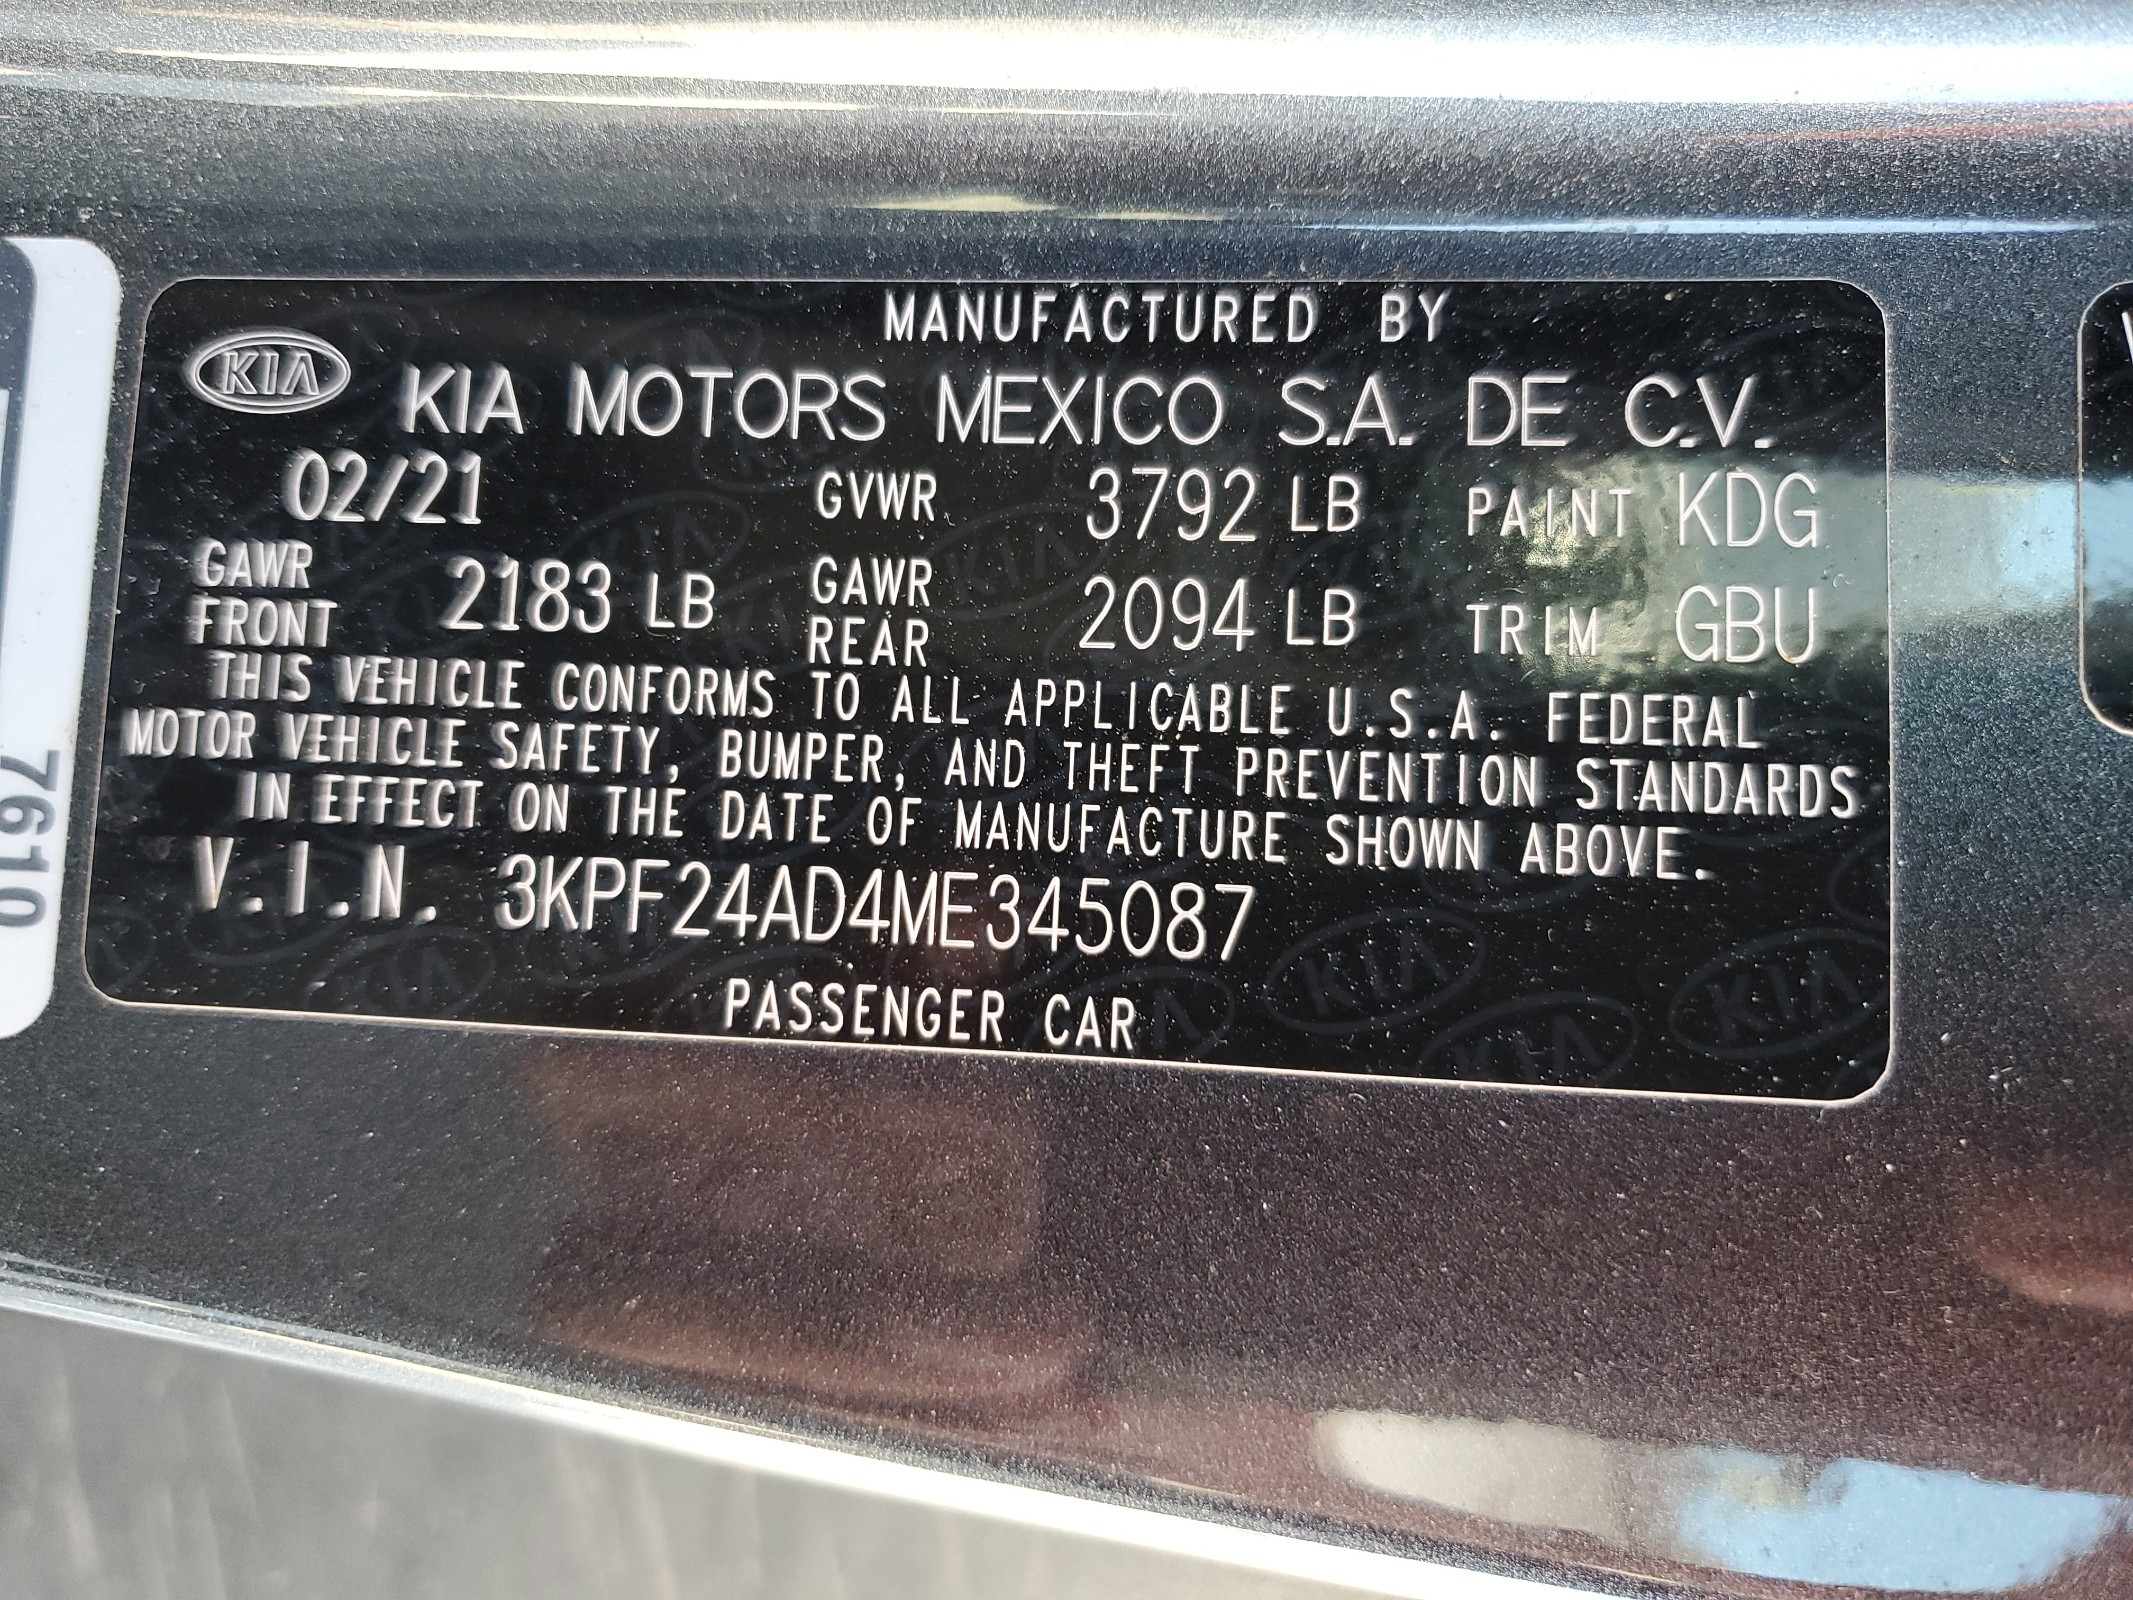 MANUFACTURED BY
KIA KIA MOTORS MEXICO S.A. DE C.V.
02/21 GVWR 3792 LB PAINT KDG
GAWR FRONT 2183 LB GAWR REAR 2094 LB TRIM GBU
THIS VEHICLE CONFORMS TO ALL APPLICABLE U.S.A. FEDERAL
MOTOR VEHICLE SAFETY, BUMPER, AND THEFT PREVENTION STANDARDS
IN EFFECT ON THE DATE OF MANUFACTURE SHOWN ABOVE.
V.I.N. 3KPF24AD4ME345087
PASSENGER CAR
7610